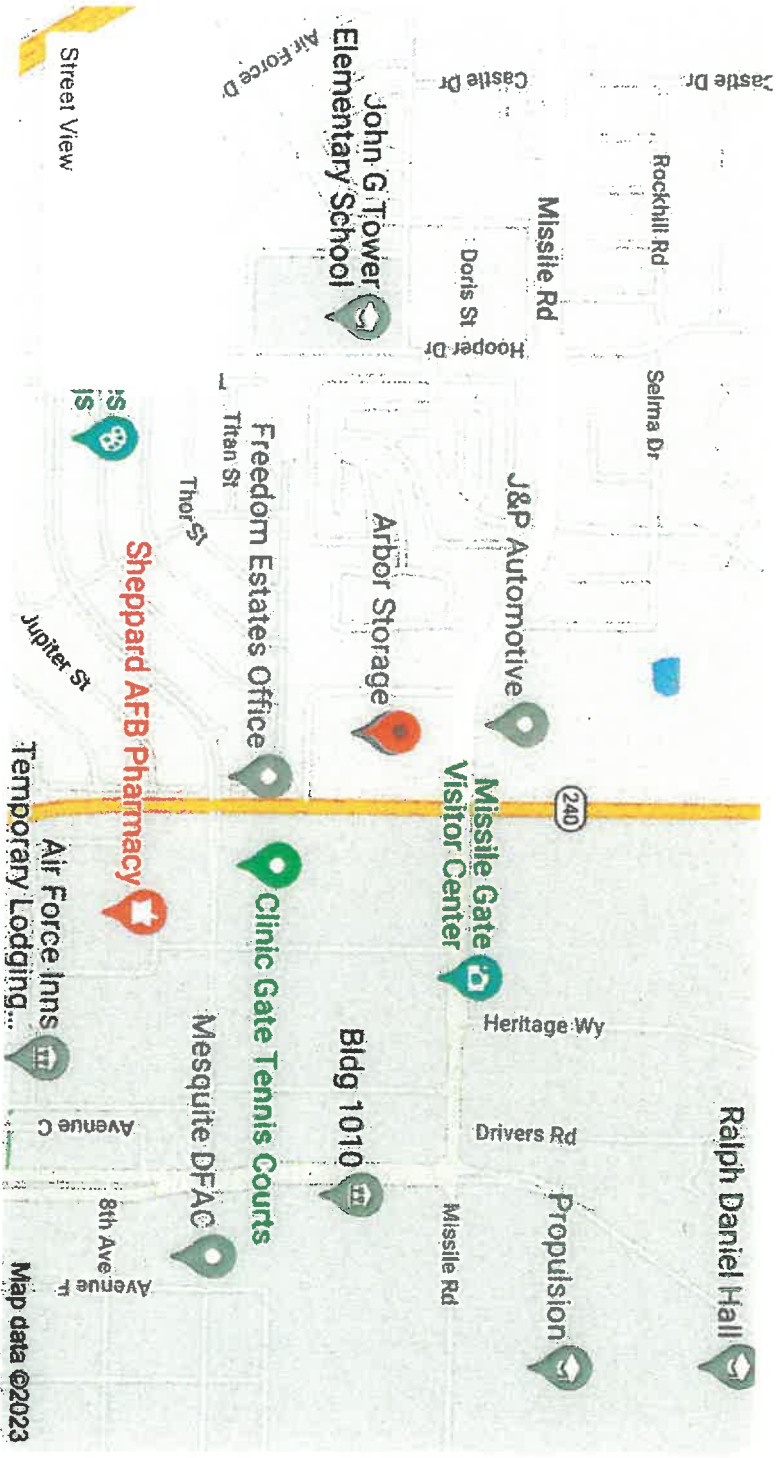 astle Dr
Ralph Daniel Hall
Rockhill Rd
Selma Dr
240
Propulsion
Missile Rd
J&P Automotive
Heritage Wy
Drivers Rd
Castle Dr
Doris St
Hooper Dr
Missile Gate
Visitor Center
Missile Rd
John G Tower
Elementary School
Arbor Storage
Bldg 1010
Air Force D
Freedom Estates Office
Clinic Gate Tennis Courts
Titan St
Thor St
Mesquite DFAC
Sheppard AFB Pharmacy
8th Ave
Avenue F
Street View
Jupiter St
Air Force Inns
Temporary Lodging...
Avenue C
Map data ©2023